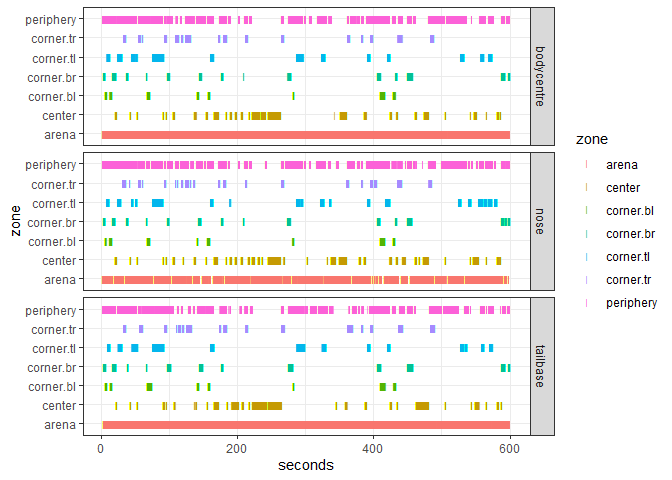 periphery
corner.tr
corner.tl
corner.br
corner.bl
center
arena
bodycentre
periphery
corner.tr
corner.tl
corner.br
corner.bl
center
arena
nose
periphery
corner.tr
corner.tl
corner.br
corner.bl
center
arena
tailbase
zone
0
200
400
600
seconds
zone
arena
center
corner.bl
corner.br
corner.tl
corner.tr
periphery